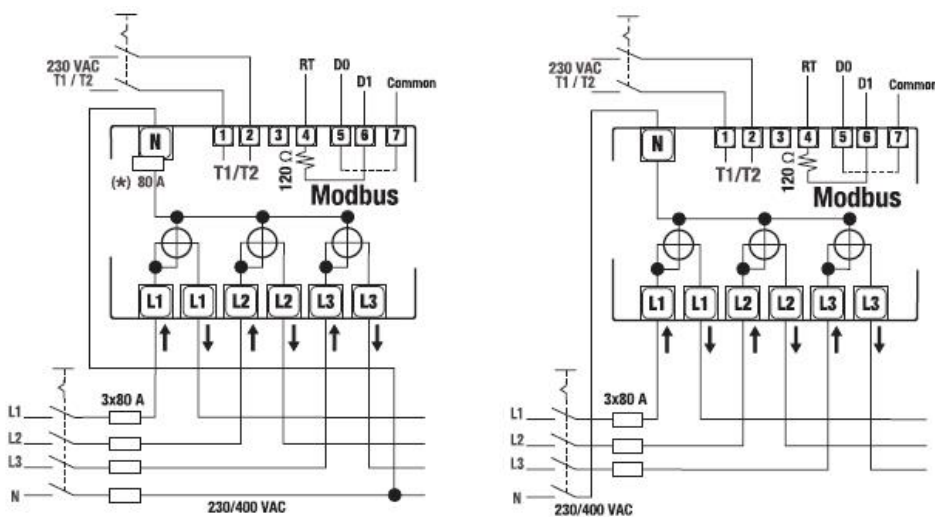 230 VAC
T1 / T2
RT
D0
D1
Common
N
1 2 3 4 5 6 7
(*) 80 A
T1/T2
120 Ω
Modbus
L1 L1 L2 L2 L3 L3
3x80 A
L1
L2
L3
N
230/400 VAC
230 VAC
T1 / T2
RT
D0
D1
Common
N
1 2 3 4 5 6 7
T1/T2
120 Ω
Modbus
L1 L1 L2 L2 L3 L3
3x80 A
L1
L2
L3
N
230/400 VAC